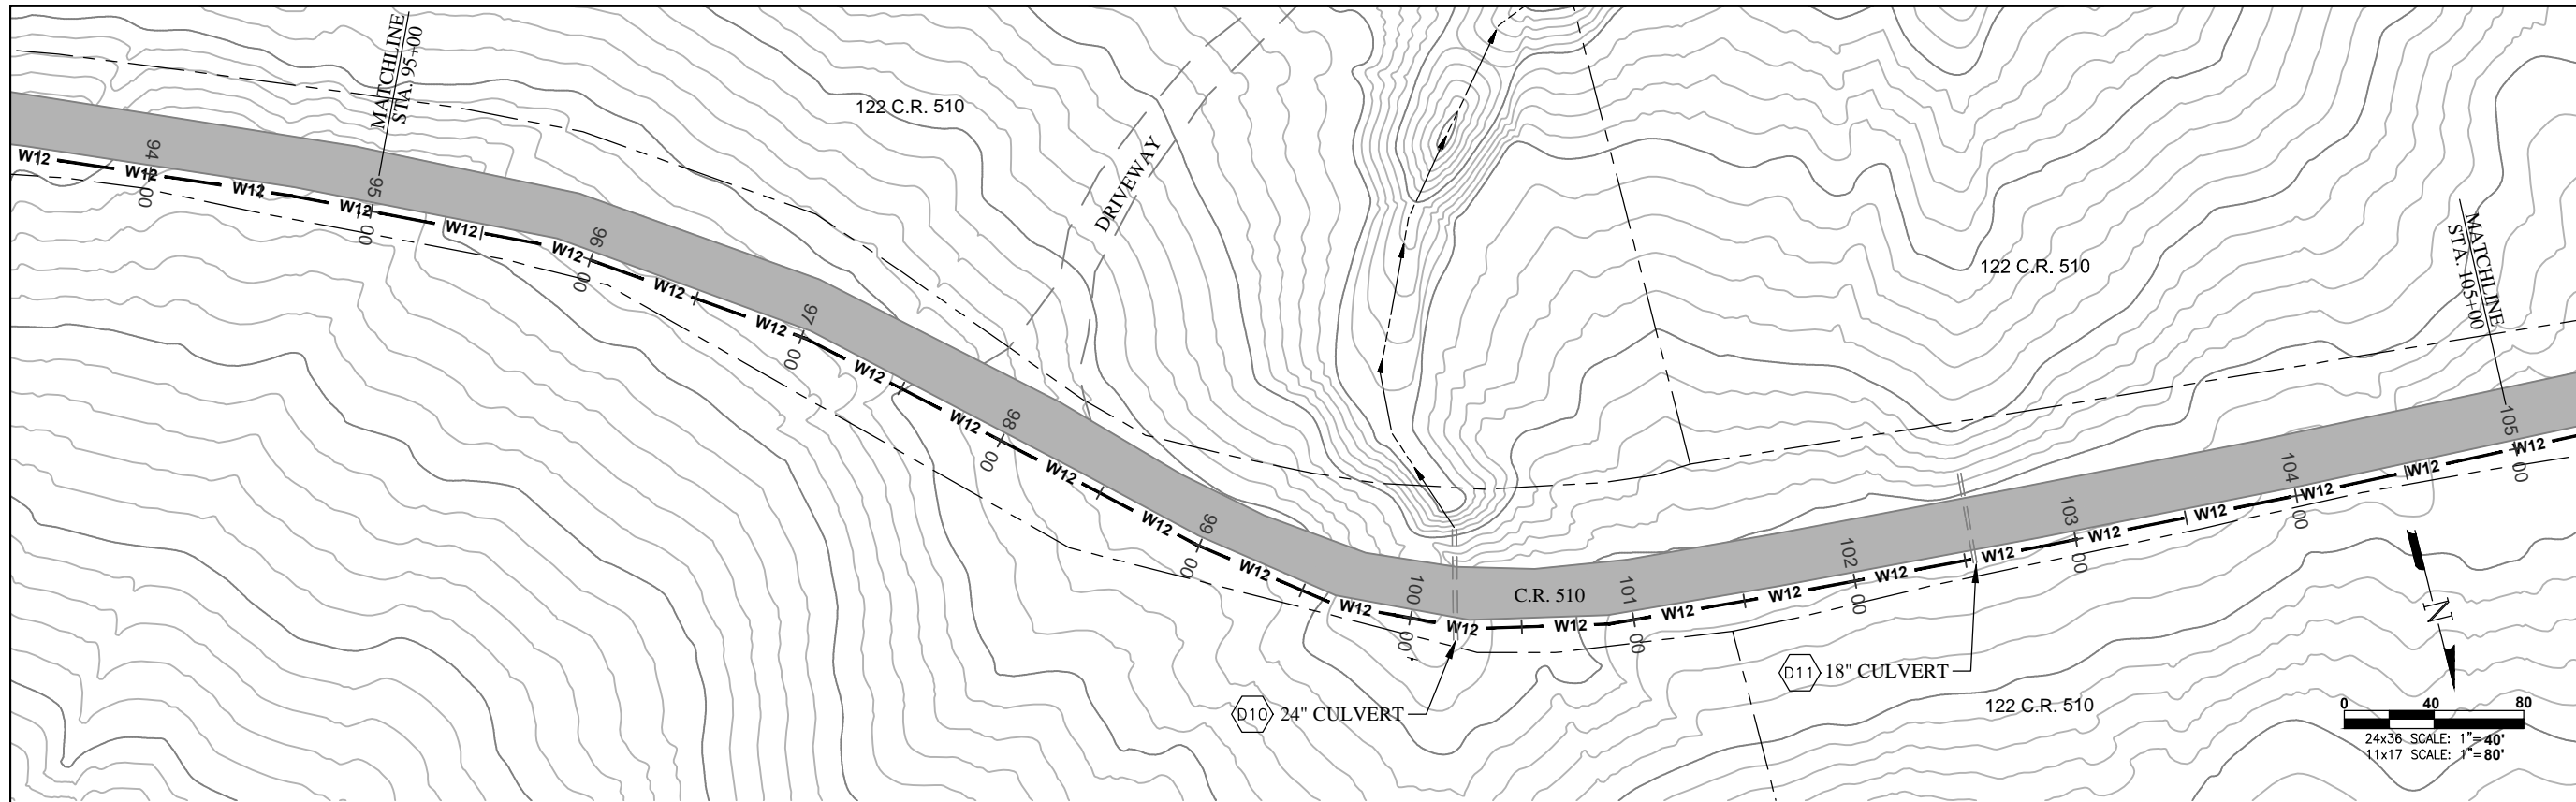 MATCHLINE
STA. 95+00
122 C.R. 510
DRIVEWAY
122 C.R. 510
MATCHLINE
STA. 105+00
W12 W12 W12 W12 W12 W12 W12 W12 W12 W12 W12 W12 W12 W12 W12 W12 W12 W12 W12 W12 W12 W12 W12 W12
94
00
95
00
96
00
97
00
98
00
99
00
100
00
101
00
102
00
103
00
104
00
105
00
C.R. 510
D10 24" CULVERT
D11 18" CULVERT
122 C.R. 510
N
0 40 80
24x36 SCALE: 1"=40'
11x17 SCALE: 1"=80'